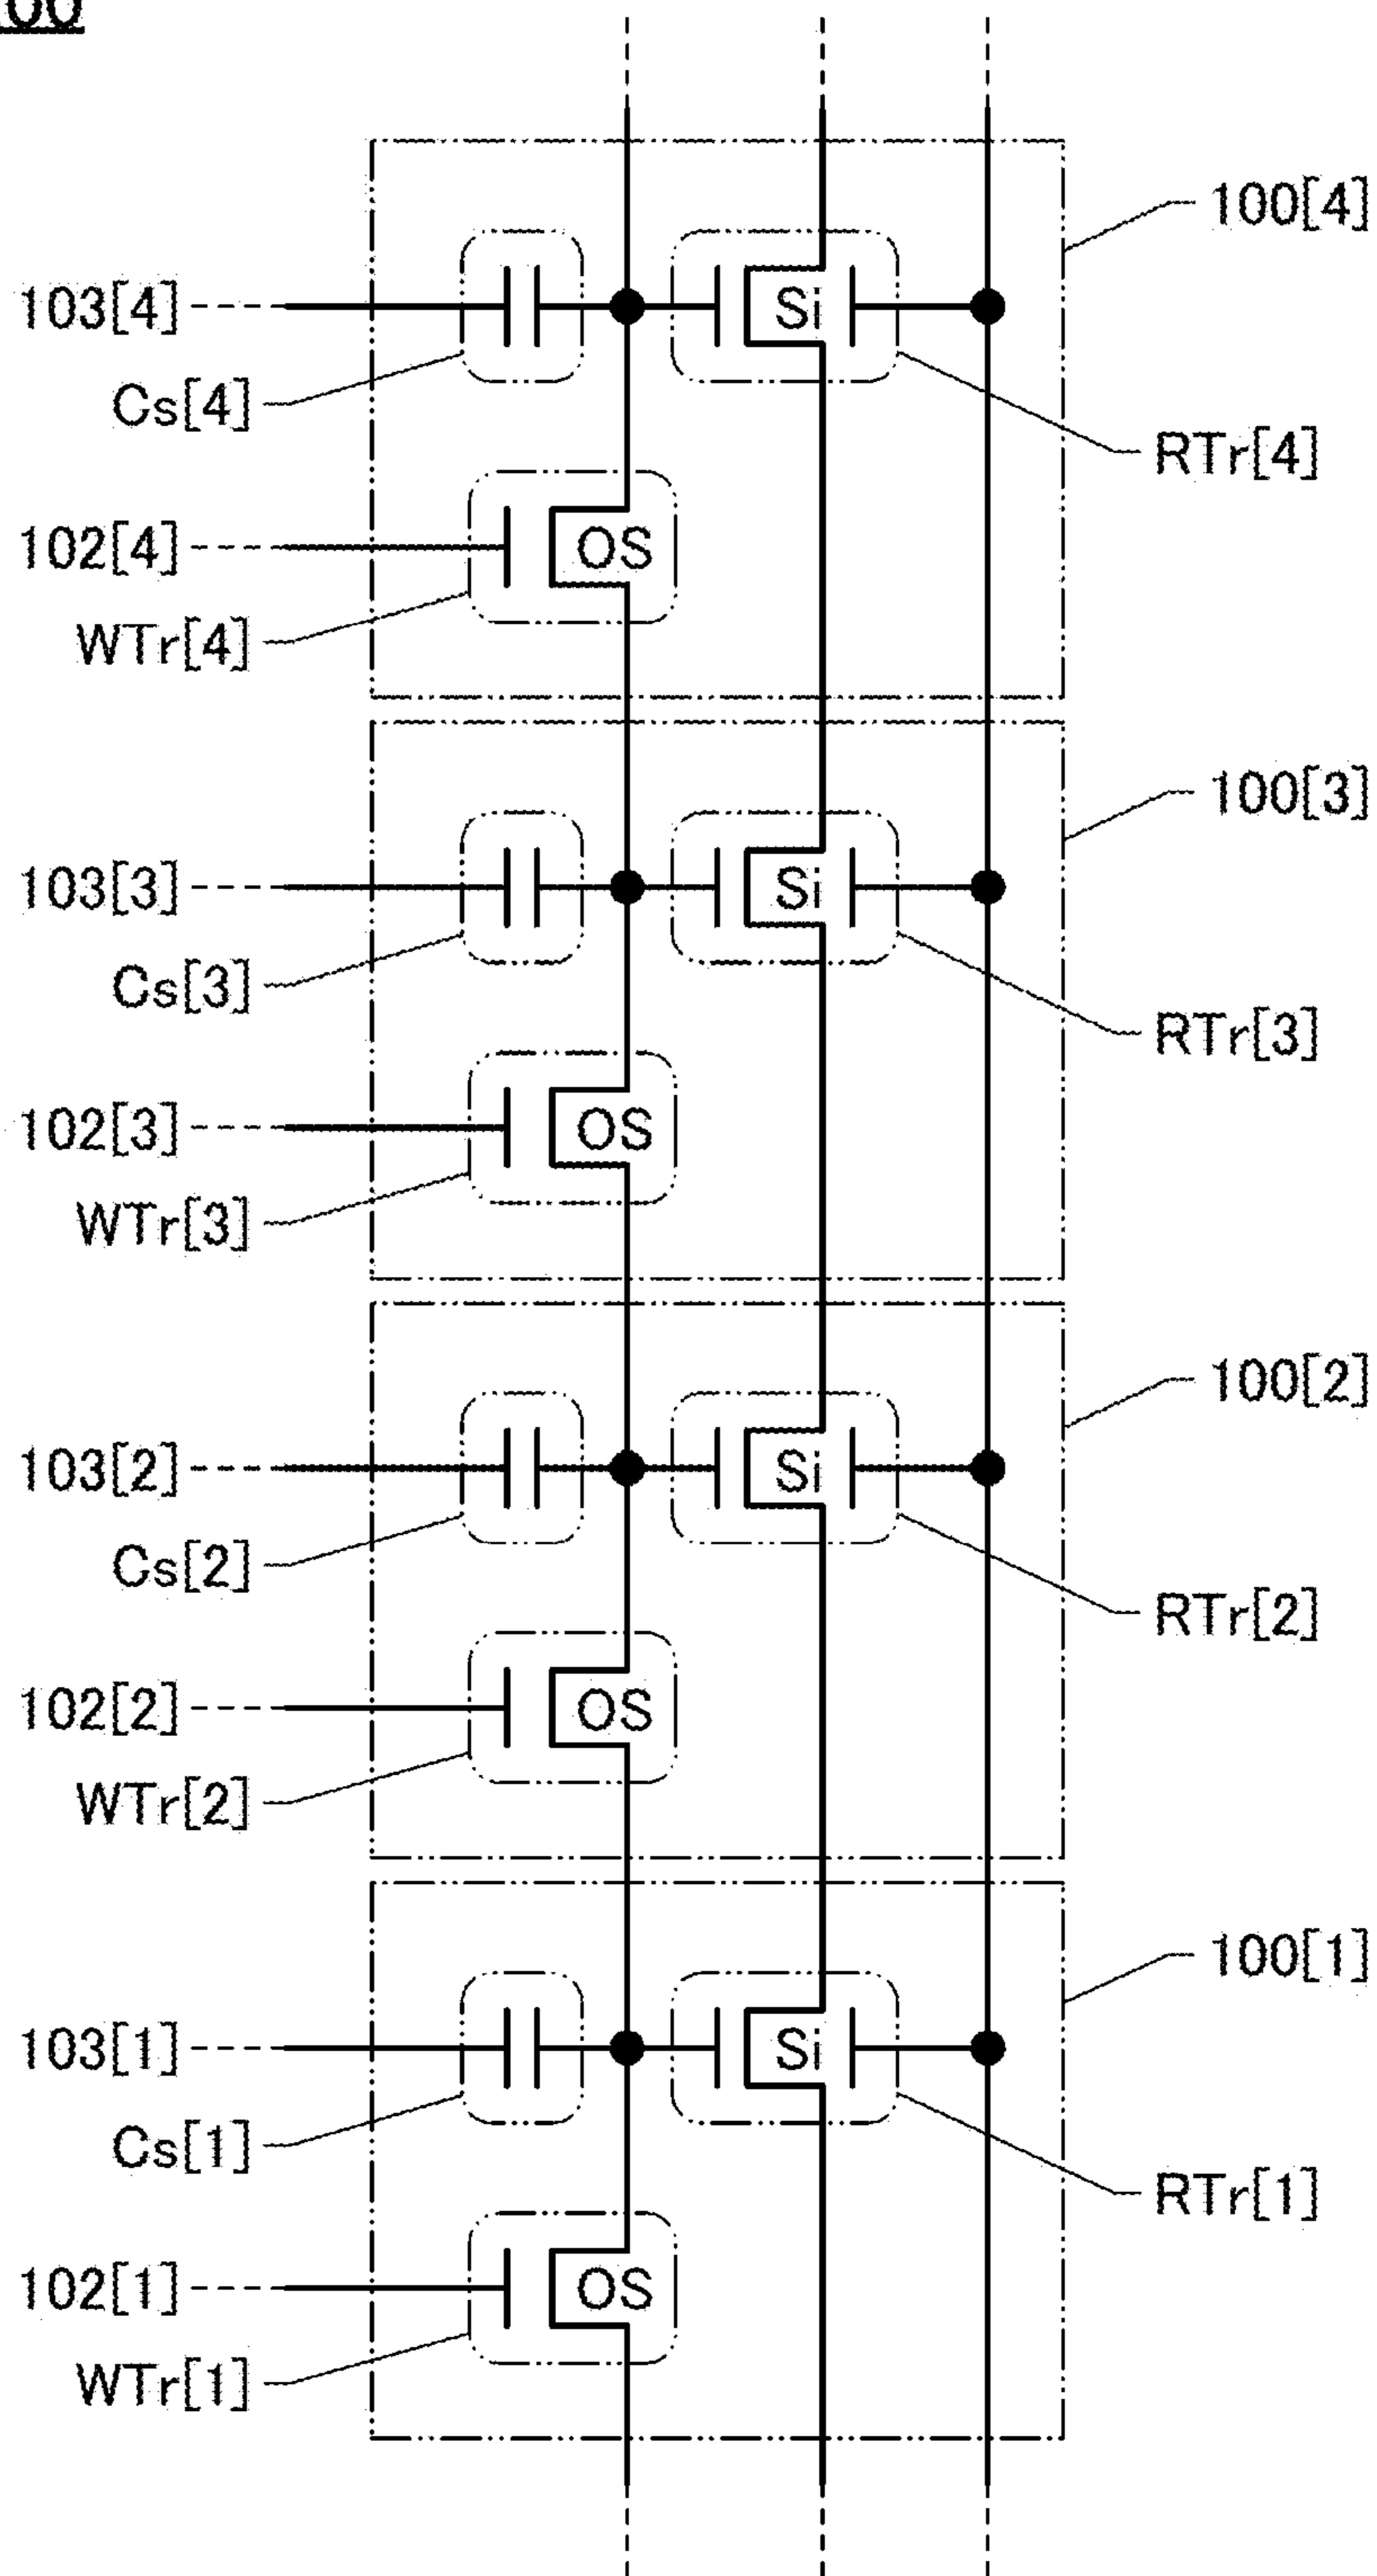 100[4]
103[4] Si
Cs[4]
RTr[4]
102[4] OS
WTr[4]
100[3]
103[3] Si
Cs[3]
RTr[3]
102[3] OS
WTr[3]
100[2]
103[2] Si
Cs[2]
RTr[2]
102[2] OS
WTr[2]
100[1]
103[1] Si
Cs[1]
RTr[1]
102[1] OS
WTr[1]